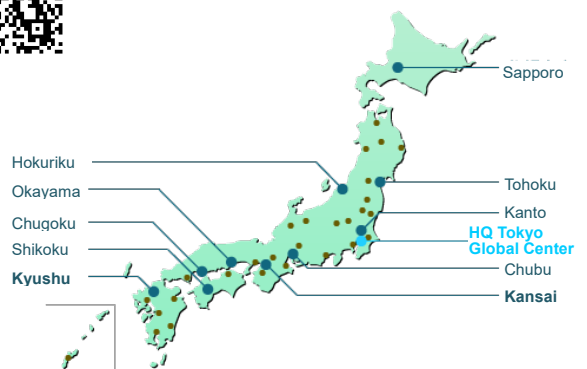 Sapporo
Hokuriku
Okayama
Chugoku
Shikoku
Kyushu
Tohoku
Kanto
HQ Tokyo
Global Center
Chubu
Kansai